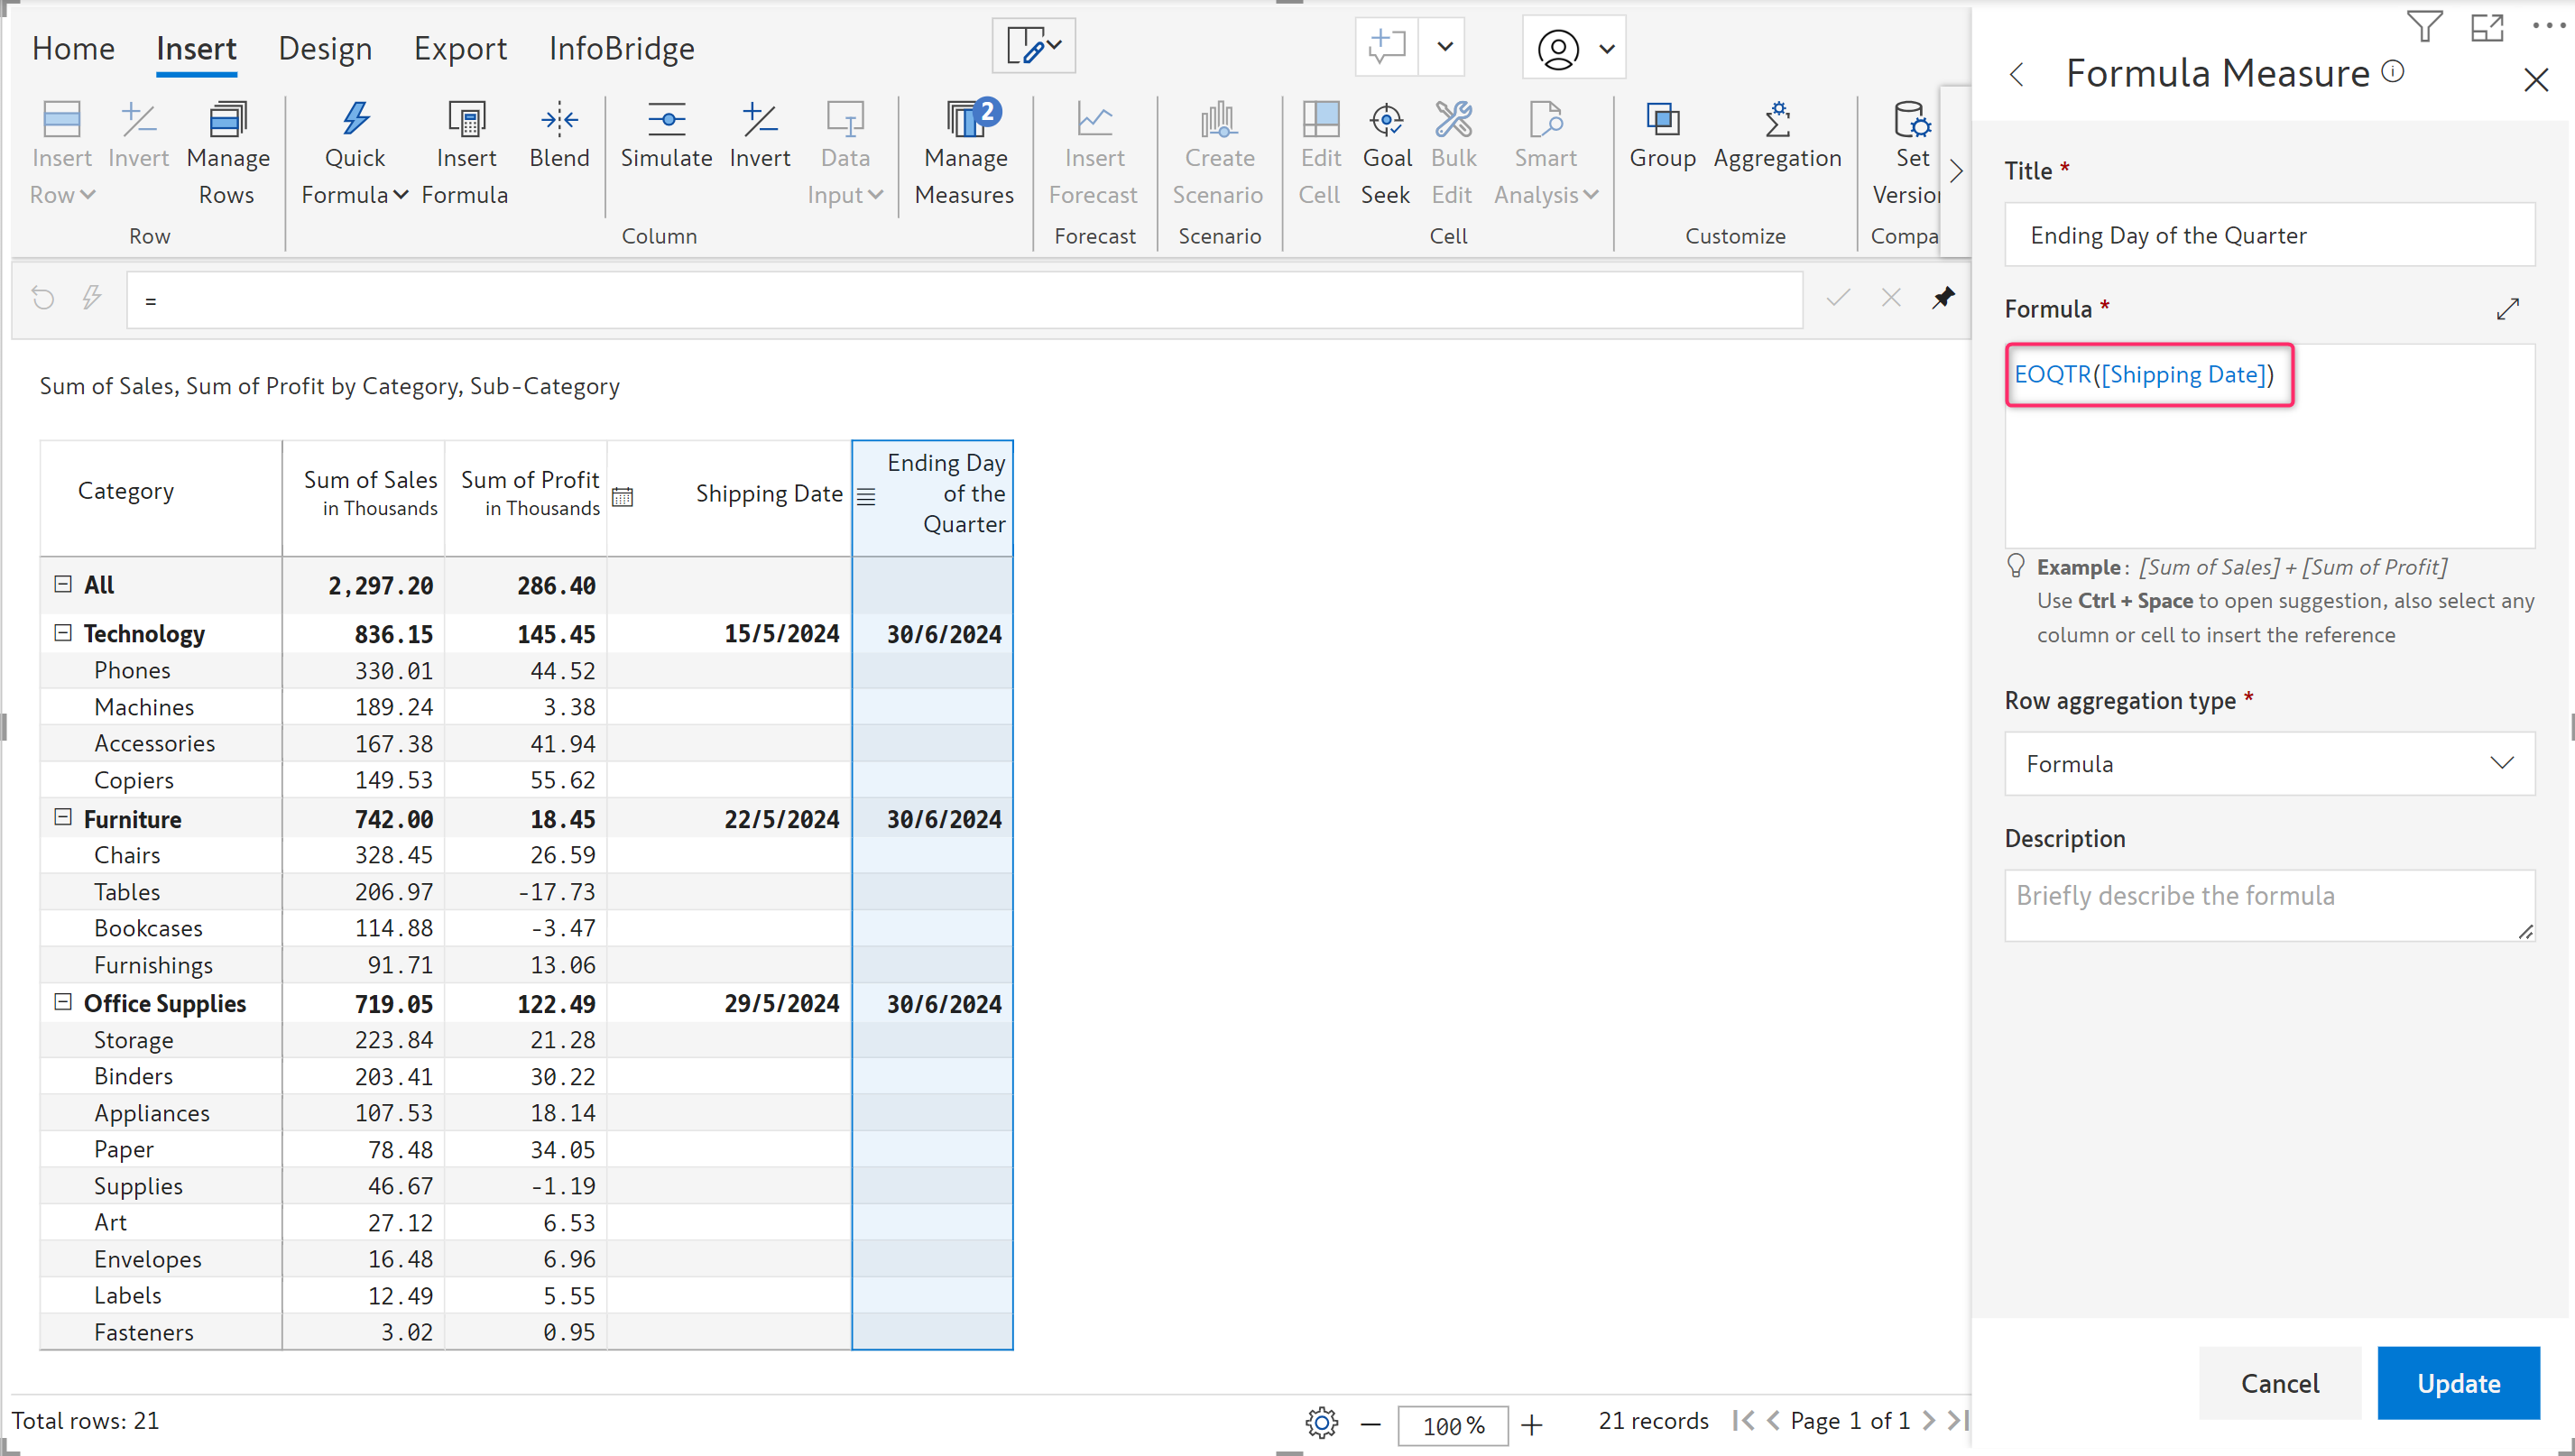 Home Insert Design Export InfoBridge
Insert Row
Invert
Manage Rows
Quick Formula
Insert Formula
Blend
Simulate
Invert
Data Input
2
Manage Measures
Insert Forecast
Create Scenario
Edit Cell
Goal Seek
Bulk Edit
Smart Analysis
Group
Aggregation
Set
Row
Column
Forecast
Scenario
Cell
Customize
=
Sum of Sales, Sum of Profit by Category, Sub-Category
Category Sum of Sales in Thousands Sum of Profit in Thousands Shipping Date Ending Day of the Quarter
All 2,297.20 286.40
Technology 836.15 145.45 15/5/2024 30/6/2024
Phones 330.01 44.52
Machines 189.24 3.38
Accessories 167.38 41.94
Copiers 149.53 55.62
Furniture 742.00 18.45 22/5/2024 30/6/2024
Chairs 328.45 26.59
Tables 206.97 -17.73
Bookcases 114.88 -3.47
Furnishings 91.71 13.06
Office Supplies 719.05 122.49 29/5/2024 30/6/2024
Storage 223.84 21.28
Binders 203.41 30.22
Appliances 107.53 18.14
Paper 78.48 34.05
Supplies 46.67 -1.19
Art 27.12 6.53
Envelopes 16.48 6.96
Labels 12.49 5.55
Fasteners 3.02 0.95
Total rows: 21
100 %
21 records
Page 1 of 1
Formula Measure
Title *
Ending Day of the Quarter
Formula *
EOQTR([Shipping Date])
Example : [Sum of Sales] + [Sum of Profit]
Use Ctrl + Space to open suggestion, also select any
column or cell to insert the reference
Row aggregation type *
Formula
Description
Briefly describe the formula
Cancel
Update